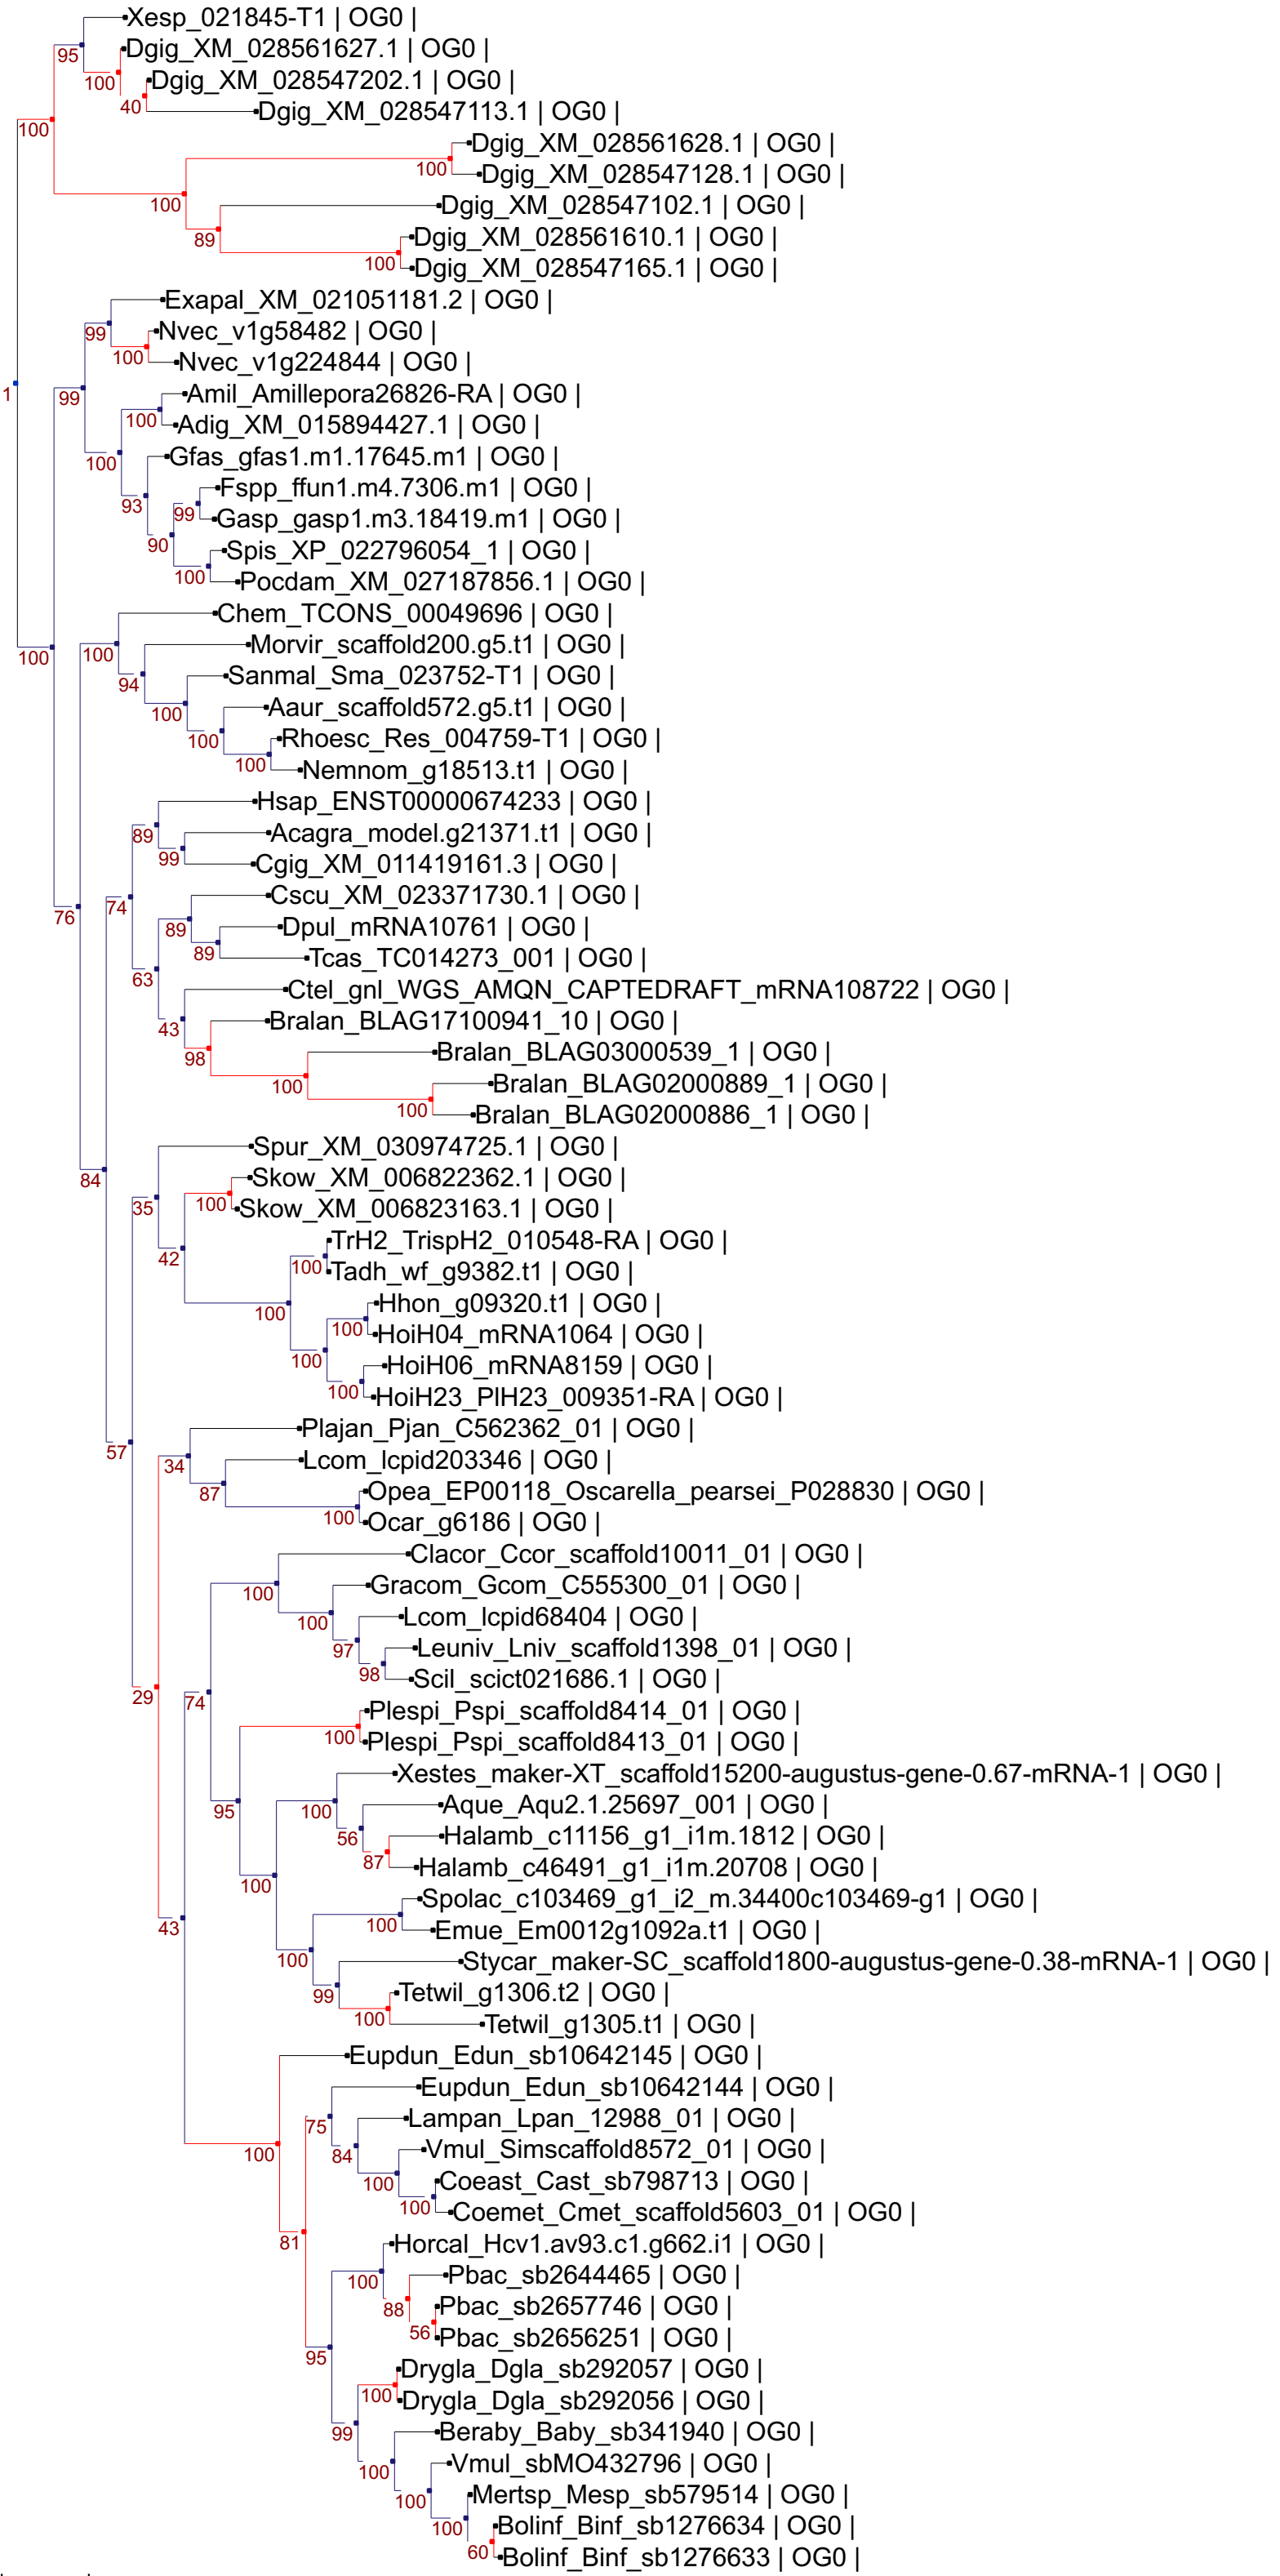 Xesp_021845-T1 | OG0 |
Dgig_XM_028561627.1 | OG0 |
95
100
Dgig_XM_028547202.1 | OG0 |
40
Dgig_XM_028547113.1 | OG0 |
100
Dgig_XM_028561628.1 | OG0 |
100
Dgig_XM_028547128.1 | OG0 |
100
Dgig_XM_028547102.1 | OG0 |
89
Dgig_XM_028561610.1 | OG0 |
100
Dgig_XM_028547165.1 | OG0 |
Exapal_XM_021051181.2 | OG0 |
99
Nvec_v1g58482 | OG0 |
100
Nvec_v1g224844 | OG0 |
1
99
Amil_Amillepora26826-RA | OG0 |
100
Adig_XM_015894427.1 | OG0 |
100
Gfas_gfas1.m1.17645.m1 | OG0 |
93
Fspp_ffun1.m4.7306.m1 | OG0 |
99
Gasp_gasp1.m3.18419.m1 | OG0 |
90
Spis_XP_022796054_1 | OG0 |
100
Pocdam_XM_027187856.1 | OG0 |
Chem_TCONS_00049696 | OG0 |
100
100
Morvir_scaffold200.g5.t1 | OG0 |
94
Sanmal_Sma_023752-T1 | OG0 |
100
Aaur_scaffold572.g5.t1 | OG0 |
100
Rhoesc_Res_004759-T1 | OG0 |
100
Nemnom_g18513.t1 | OG0 |
Hsap_ENST00000674233 | OG0 |
89
Acagra_model.g21371.t1 | OG0 |
99
Cgig_XM_011419161.3 | OG0 |
76
74
Cscu_XM_023371730.1 | OG0 |
89
Dpul_mRNA10761 | OG0 |
89
Tcas_TC014273_001 | OG0 |
63
Ctel_gnl_WGS_AMQN_CAPTEDRAFT_mRNA108722 | OG0 |
43
Bralan_BLAG17100941_10 | OG0 |
98
Bralan_BLAG03000539_1 | OG0 |
100
Bralan_BLAG02000889_1 | OG0 |
100
Bralan_BLAG02000886_1 | OG0 |
84
Spur_XM_030974725.1 | OG0 |
Skow_XM_006822362.1 | OG0 |
35
100
Skow_XM_006823163.1 | OG0 |
42
TrH2_TrispH2_010548-RA | OG0 |
100
Tadh_wf_g9382.t1 | OG0 |
100
Hhon_g09320.t1 | OG0 |
100
HoiH04_mRNA1064 | OG0 |
100
HoiH06_mRNA8159 | OG0 |
100
HoiH23_PlH23_009351-RA | OG0 |
57
Plajan_Pjan_C562362_01 | OG0 |
34
Lcom_lcpid203346 | OG0 |
87
Opea_EP00118_Oscarella_pearsei_P028830 | OG0 |
100
Ocar_g6186 | OG0 |
Clacor_Ccor_scaffold10011_01 | OG0 |
100
Gracom_Gcom_C555300_01 | OG0 |
100
Lcom_lcpid68404 | OG0 |
97
Leuniv_Lniv_scaffold1398_01 | OG0 |
98
Scil_scict021686.1 | OG0 |
29
74
Plespi_Pspi_scaffold8414_01 | OG0 |
100
Plespi_Pspi_scaffold8413_01 | OG0 |
Xestes_maker-XT_scaffold15200-augustus-gene-0.67-mRNA-1 | OG0 |
95
100
Aque_Aqu2.1.25697_001 | OG0 |
56
Halamb_c11156_g1_i1m.1812 | OG0 |
87
Halamb_c46491_g1_i1m.20708 | OG0 |
100
Spolac_c103469_g1_i2_m.34400c103469-g1 | OG0 |
43
100
Emue_Em0012g1092a.t1 | OG0 |
100
Stycar_maker-SC_scaffold1800-augustus-gene-0.38-mRNA-1 | OG0 |
99
Tetwil_g1306.t2 | OG0 |
100
Tetwil_g1305.t1 | OG0 |
Eupdun_Edun_sb10642145 | OG0 |
Eupdun_Edun_sb10642144 | OG0 |
75
Lampan_Lpan_12988_01 | OG0 |
100
84
Vmul_Simscaffold8572_01 | OG0 |
100
Coeast_Cast_sb798713 | OG0 |
100
Coemet_Cmet_scaffold5603_01 | OG0 |
81
Horcal_Hcv1.av93.c1.g662.i1 | OG0 |
100
Pbac_sb2644465 | OG0 |
88
Pbac_sb2657746 | OG0 |
56
Pbac_sb2656251 | OG0 |
95
Drygla_Dgla_sb292057 | OG0 |
100
Drygla_Dgla_sb292056 | OG0 |
99
Beraby_Baby_sb341940 | OG0 |
100
Vmul_sbMO432796 | OG0 |
100
Mertsp_Mesp_sb579514 | OG0 |
100
Bolinf_Binf_sb1276634 | OG0 |
60
Bolinf_Binf_sb1276633 | OG0 |